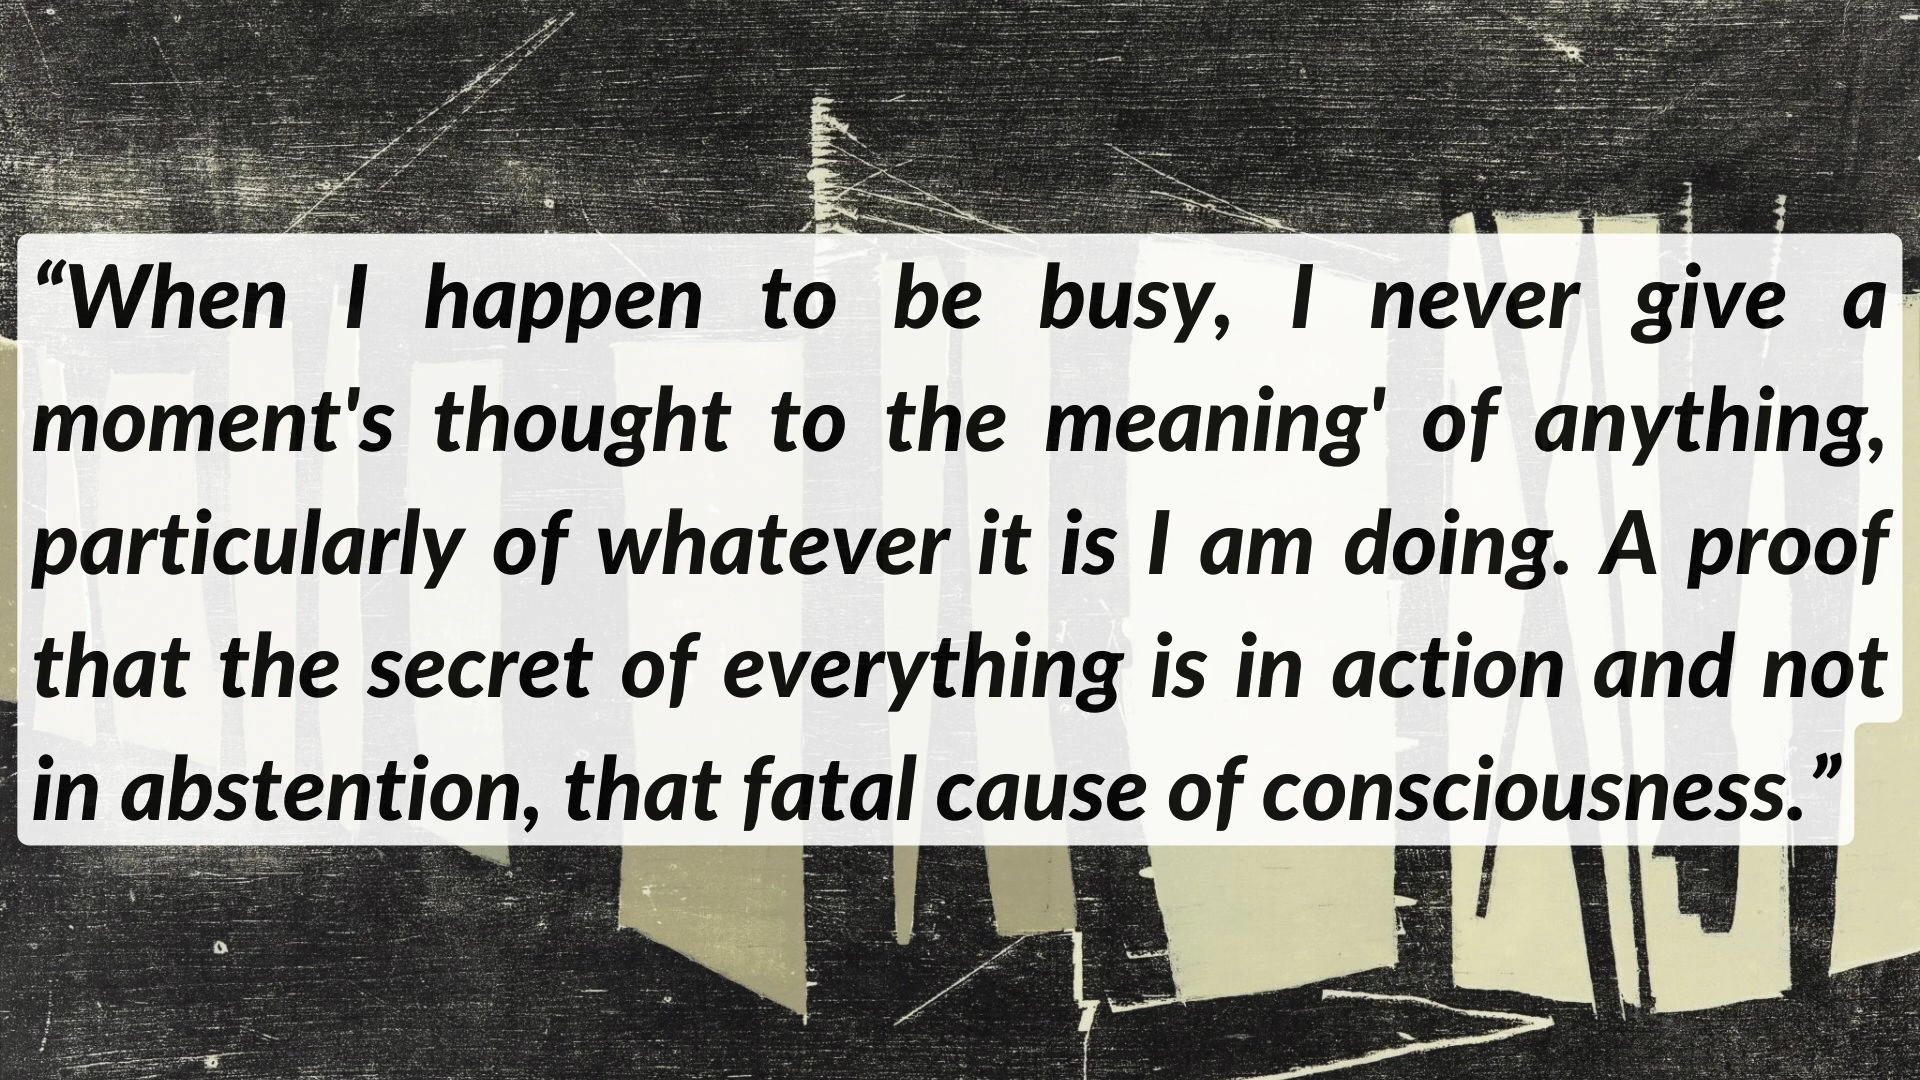 “When I happen to be busy, I never give a
moment's thought to the meaning' of anything,
particularly of whatever it is I am doing. A proof
that the secret of everything is in action and not
in abstention, that fatal cause of consciousness.”